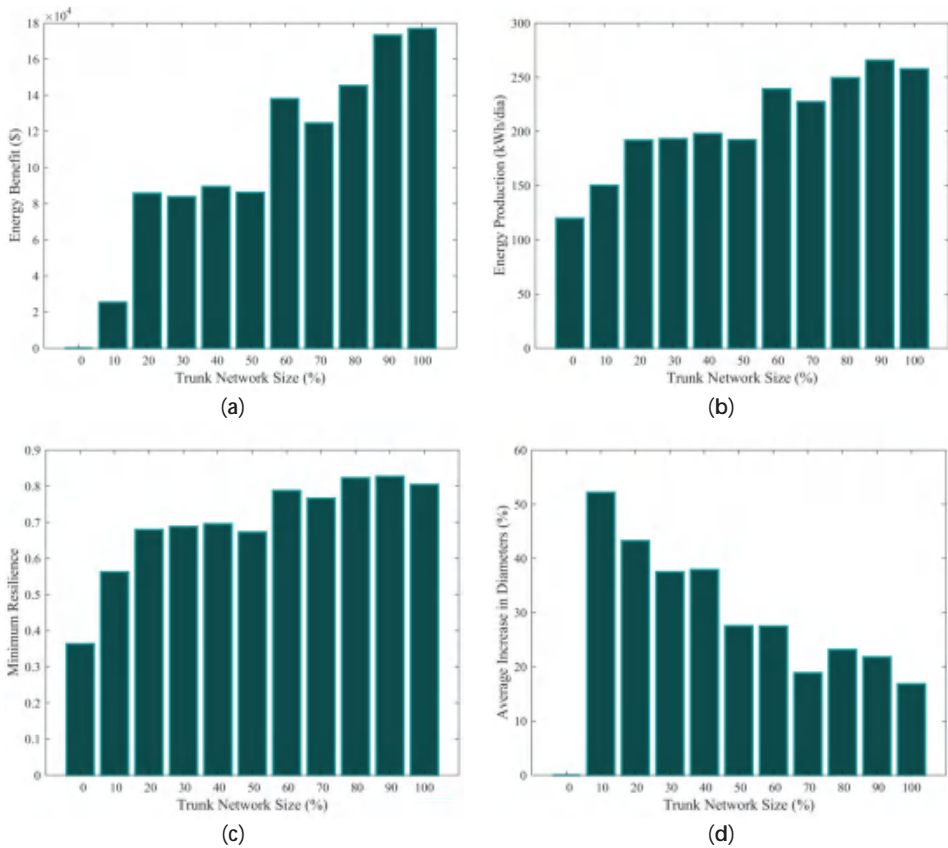 × 10⁴
18
16
14
12
10
8
6
4
2
0
Energy Benefit ($)
0 10 20 30 40 50 60 70 80 90 100
Trunk Network Size (%)
(a)
300
250
200
150
100
50
0
Energy Production (kWh/dia)
0 10 20 30 40 50 60 70 80 90 100
Trunk Network Size (%)
(b)
0.9
0.8
0.7
0.6
0.5
0.4
0.3
0.2
0.1
0
Minimum Resilience
0 10 20 30 40 50 60 70 80 90 100
Trunk Network Size (%)
(c)
60
50
40
30
20
10
0
Average Increase in Diameters (%)
0 10 20 30 40 50 60 70 80 90 100
Trunk Network Size (%)
(d)